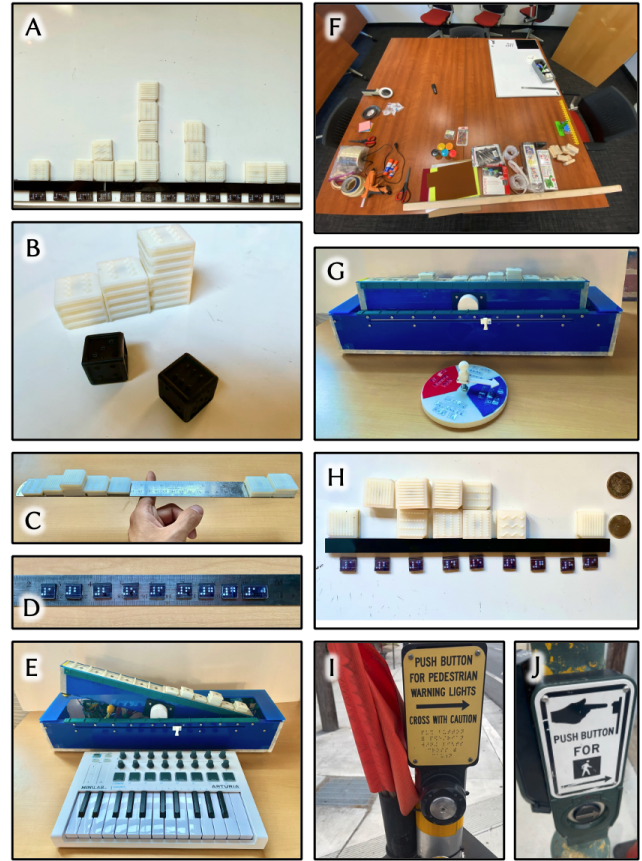 A
B
C
D
E
MINILAB
ARTURIA
F
G
H
I
PUSH BUTTON
FOR PEDESTRIAN
WARNING LIGHTS
CROSS WITH CAUTION
J
PUSH BUTTON
FOR